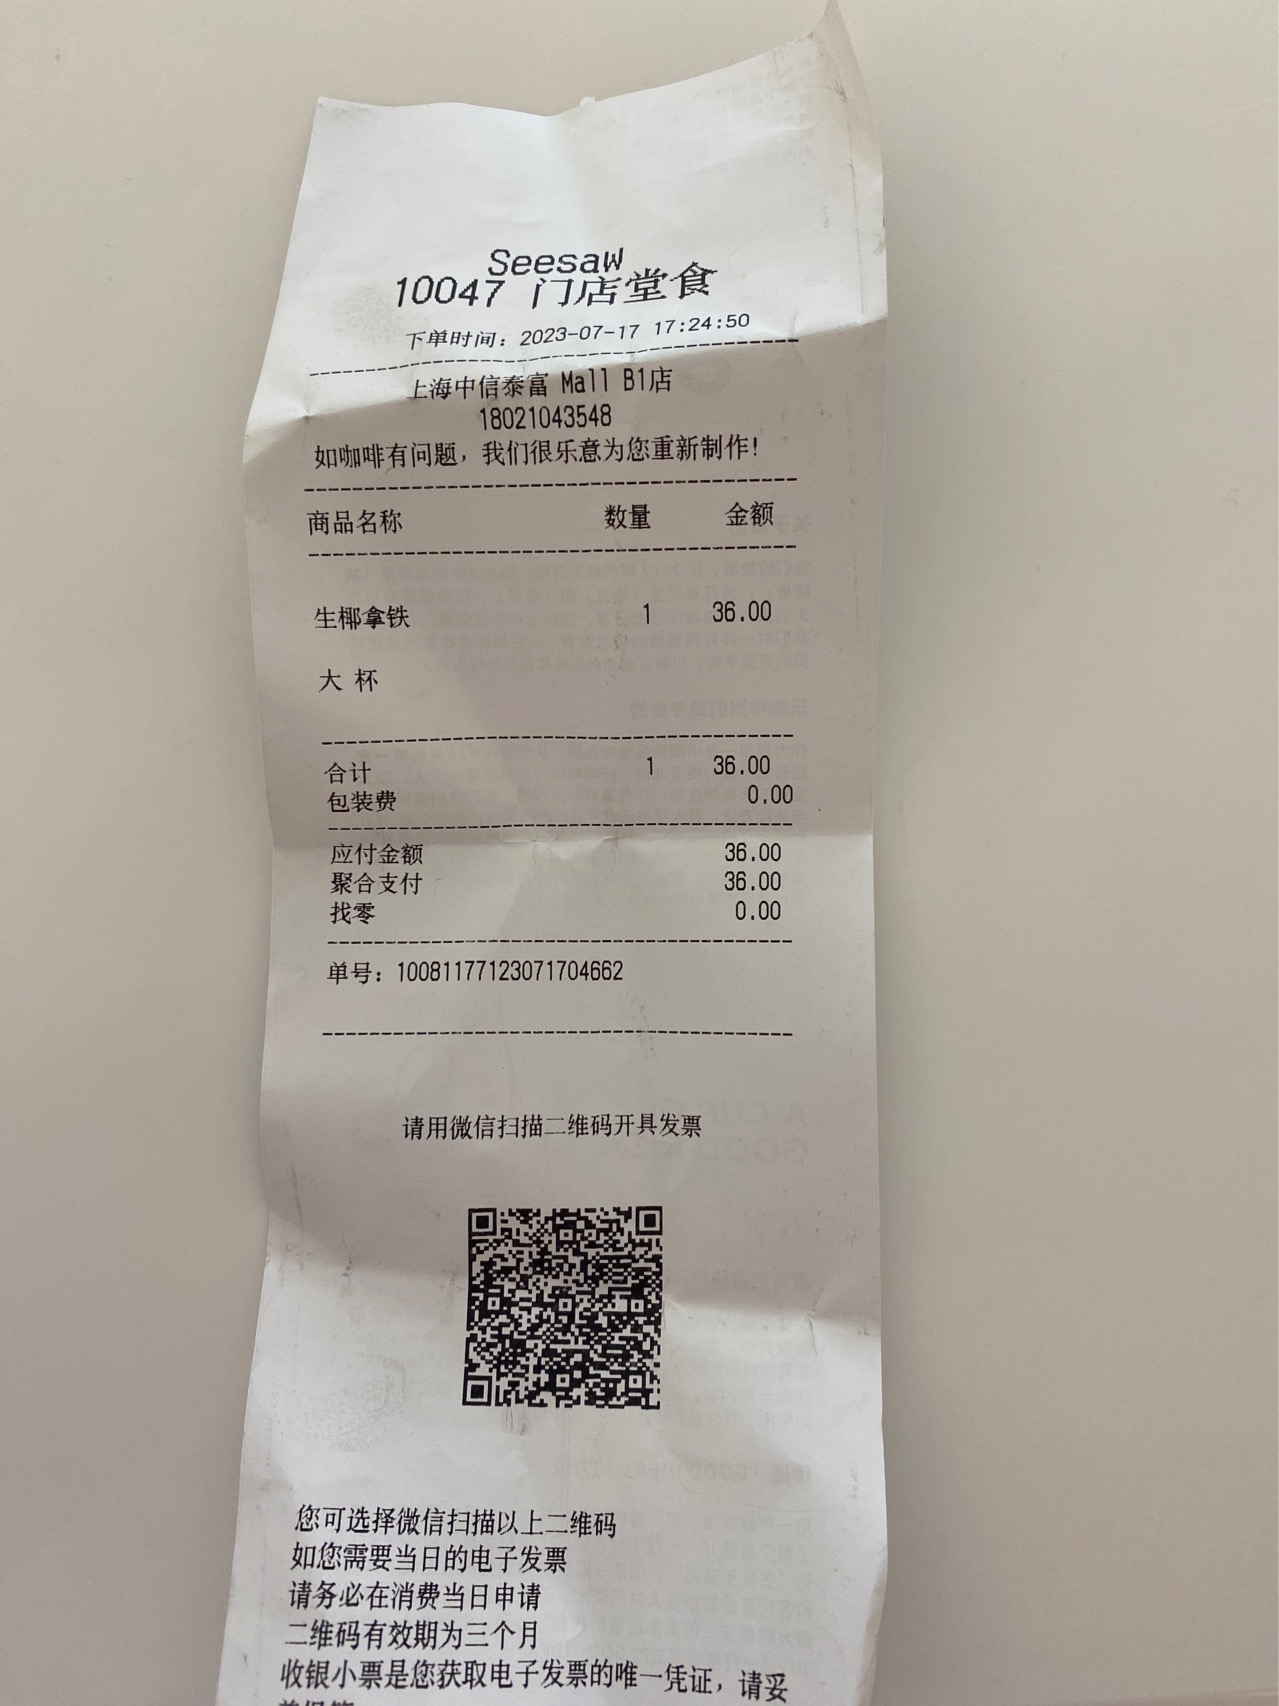 Seesaw
10047 门店堂食
下单时间：2023-07-17 17:24:50
上海中信泰富 Mall B1店
18021043548
如咖啡有问题，我们很乐意为您重新制作！
商品名称 数量 金额
生椰拿铁 1 36.00
大 杯
合计 1 36.00
包装费 0.00
应付金额 36.00
聚合支付 36.00
找零 0.00
单号：10081177123071704662
请用微信扫描二维码开具发票
您可选择微信扫描以上二维码
如您需要当日的电子发票
请务必在消费当日申请
二维码有效期为三个月
收银小票是您获取电子发票的唯一凭证，请妥